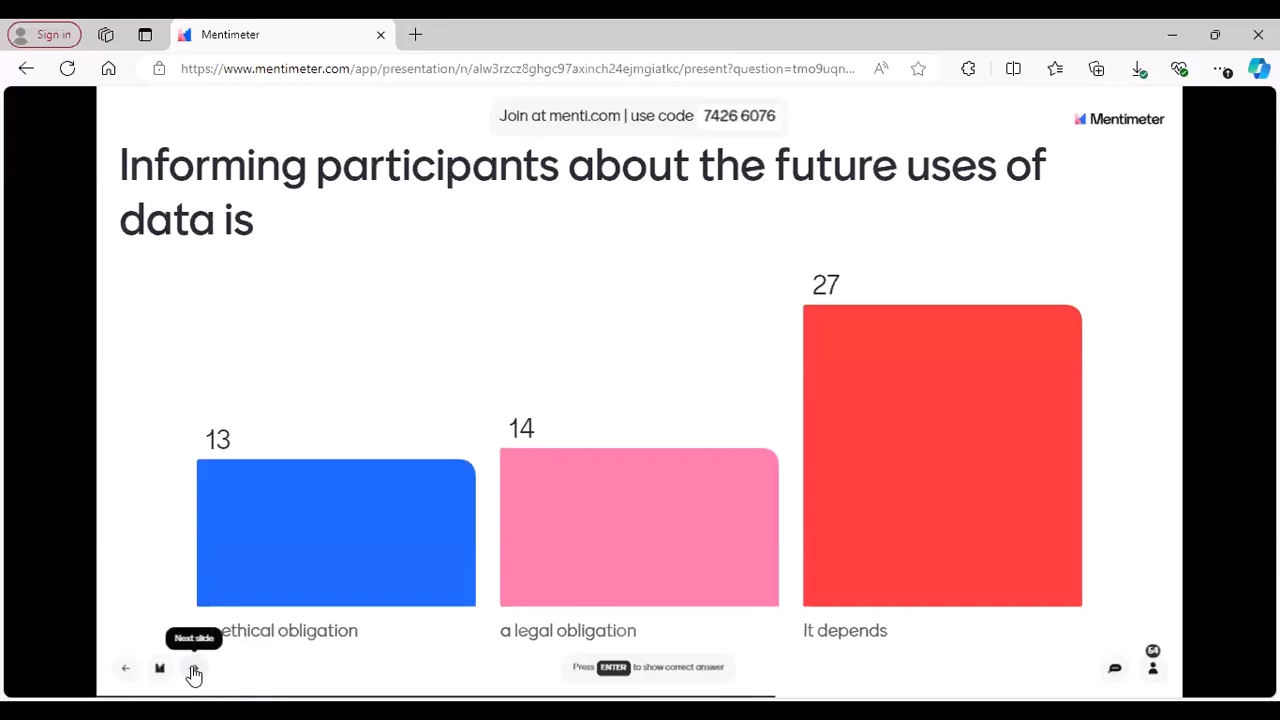 Sign in
Mentimeter
https://www.mentimeter.com/app/presentation/n/alw3rzcz8ghgc97axinch24ejmgiatkc/present?question=tmo9uqn...
Join at menti.com | use code 7426 6076
Mentimeter
Informing participants about the future uses of
data is
27
14
13
ethical obligation
a legal obligation
It depends
Next slide
Press ENTER to show correct answer
54